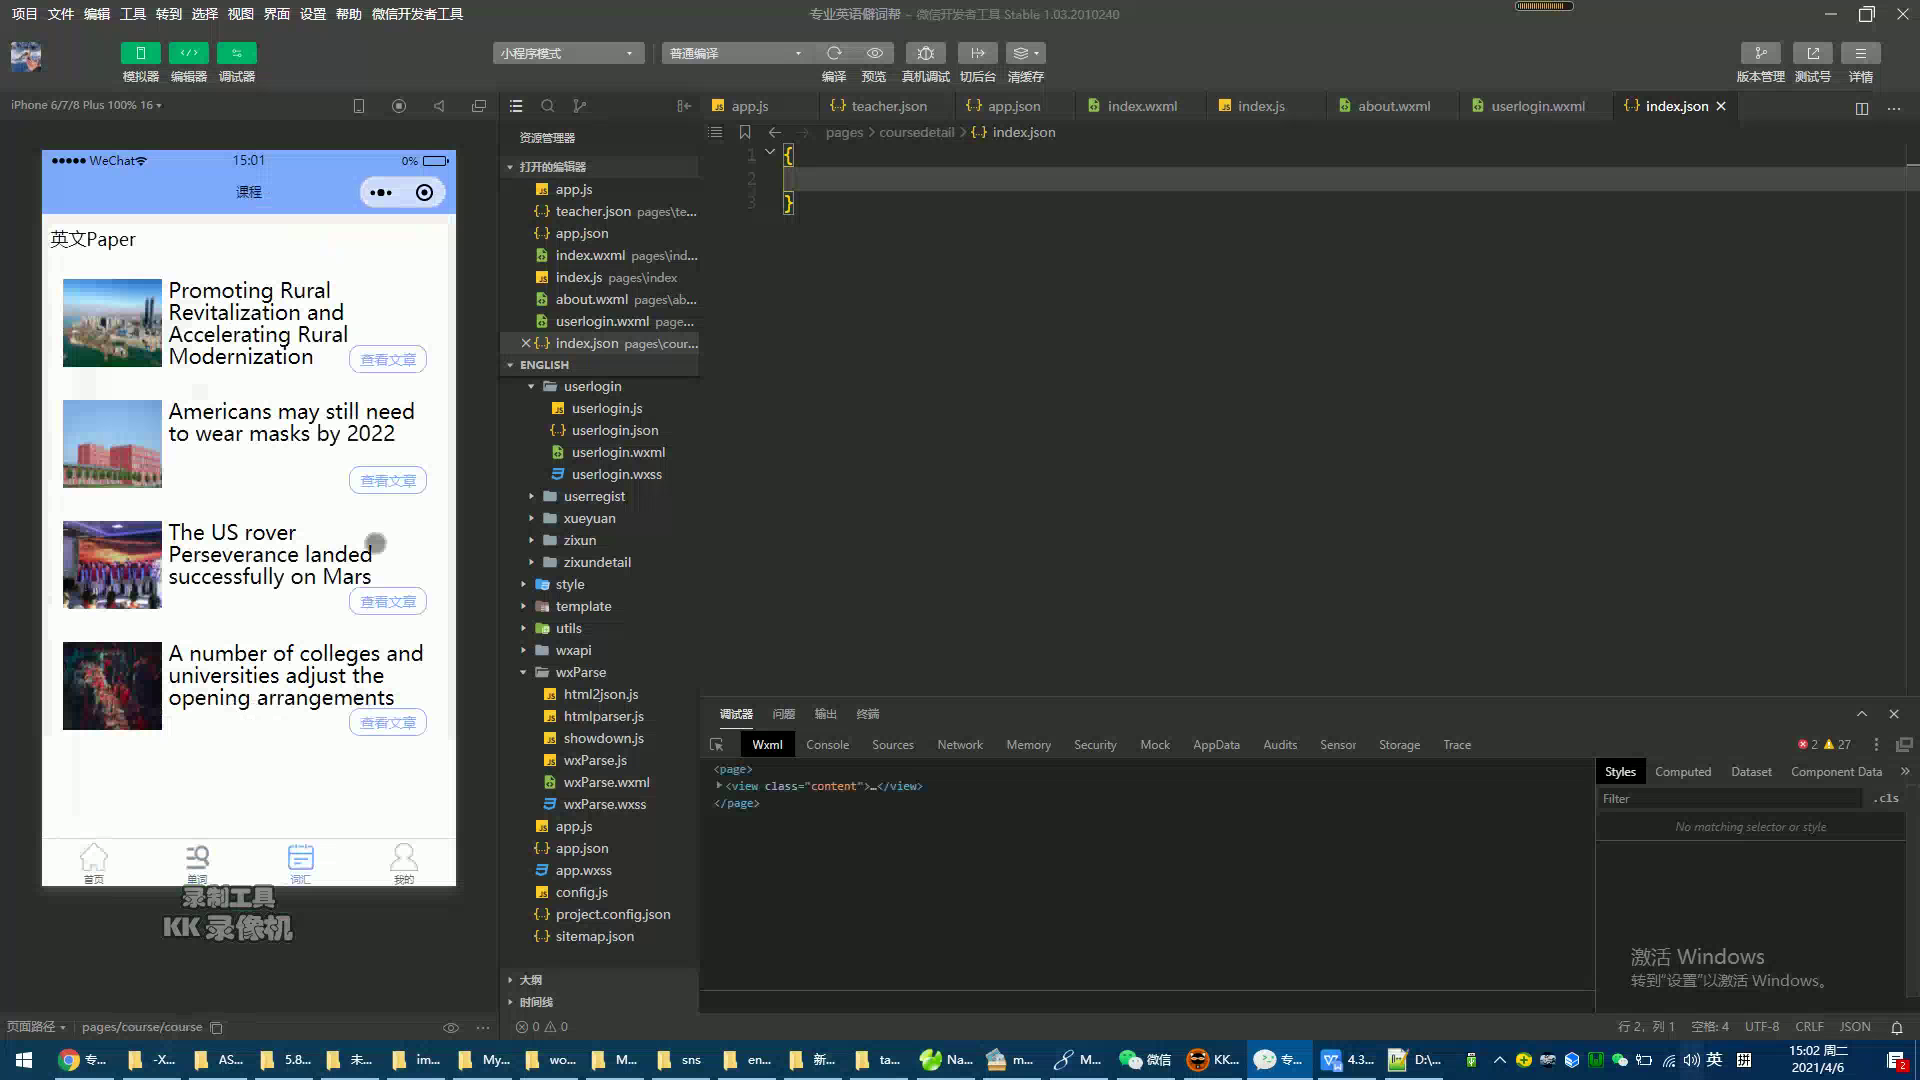 项目 文件 编辑 工具 转到 选择 视图 界面 设置 帮助 微信开发者工具
专业英语僻词帮 - 微信开发者工具 Stable 1.03.2010240
模拟器 编辑器 调试器
小程序模式
普通编译
编译 预览 真机调试 切后台 清缓存
版本管理 测试号 详情
iPhone 6/7/8 Plus 100% 16
WeChat 15:01 0%
课程
英文Paper
Promoting Rural
Revitalization and
Accelerating Rural
Modernization
查看文章
Americans may still need
to wear masks by 2022
查看文章
The US rover
Perseverance landed
successfully on Mars
查看文章
A number of colleges and
universities adjust the
opening arrangements
查看文章
首页 单词 词汇 我的
录制工具
KK 录像机
页面路径 pages/course/course
资源管理器
打开的编辑器
app.js
teacher.json pages\te...
app.json
index.wxml pages\ind...
index.js pages\index
about.wxml pages\ab...
userlogin.wxml page...
index.json pages\cour...
ENGLISH
userlogin
userlogin.js
userlogin.json
userlogin.wxml
userlogin.wxss
userregist
xueyuan
zixun
zixundetail
style
template
utils
wxapi
wxParse
html2json.js
htmlparser.js
showdown.js
wxParse.js
wxParse.wxml
wxParse.wxss
app.js
app.json
app.wxss
config.js
project.config.json
sitemap.json
大纲
时间线
0 0
app.js teacher.json app.json index.wxml index.js about.wxml userlogin.wxml index.json
pages > coursedetail > index.json
1 {
2
3 }
调试器 问题 输出 终端
Wxml Console Sources Network Memory Security Mock AppData Audits Sensor Storage Trace 2 27
<page>
<view class="content">…</view>
</page>
Styles Computed Dataset Component Data
Filter .cls
No matching selector or style
激活 Windows
转到“设置”以激活 Windows。
行 2，列 1 空格: 4 UTF-8 CRLF JSON
专... -X... AS... 5.8... 未... im... My... wo... M... sns en... 新... ta... Na... m... M... 微信 KK... 专... 4.3... D:\... 英 拼
15:02 周二
2021/4/6
2